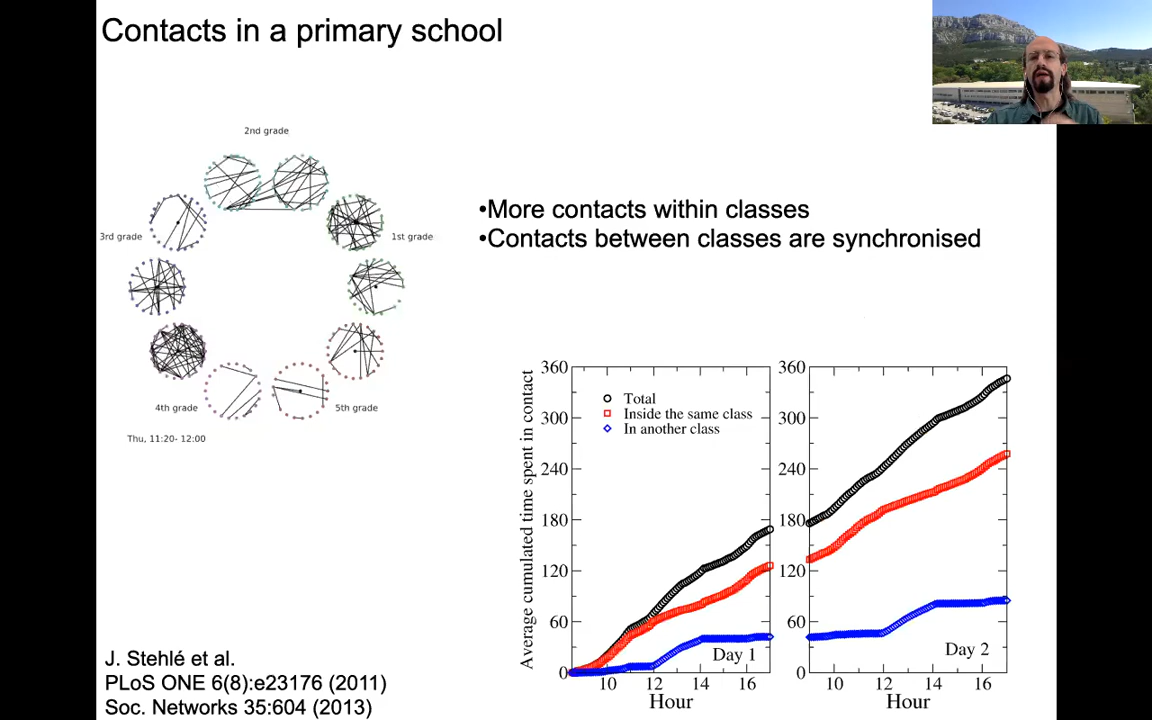 Contacts in a primary school
2nd grade
3rd grade
1st grade
4th grade
5th grade
Thu, 11:20- 12:00
•More contacts within classes
•Contacts between classes are synchronised
Average cumulated time spent in contact
360
300
240
180
120
60
0
Total
Inside the same class
In another class
Day 1
10
12
14
16
Hour
360
300
240
180
120
60
0
Day 2
10
12
14
16
Hour
J. Stehlé et al.
PLoS ONE 6(8):e23176 (2011)
Soc. Networks 35:604 (2013)